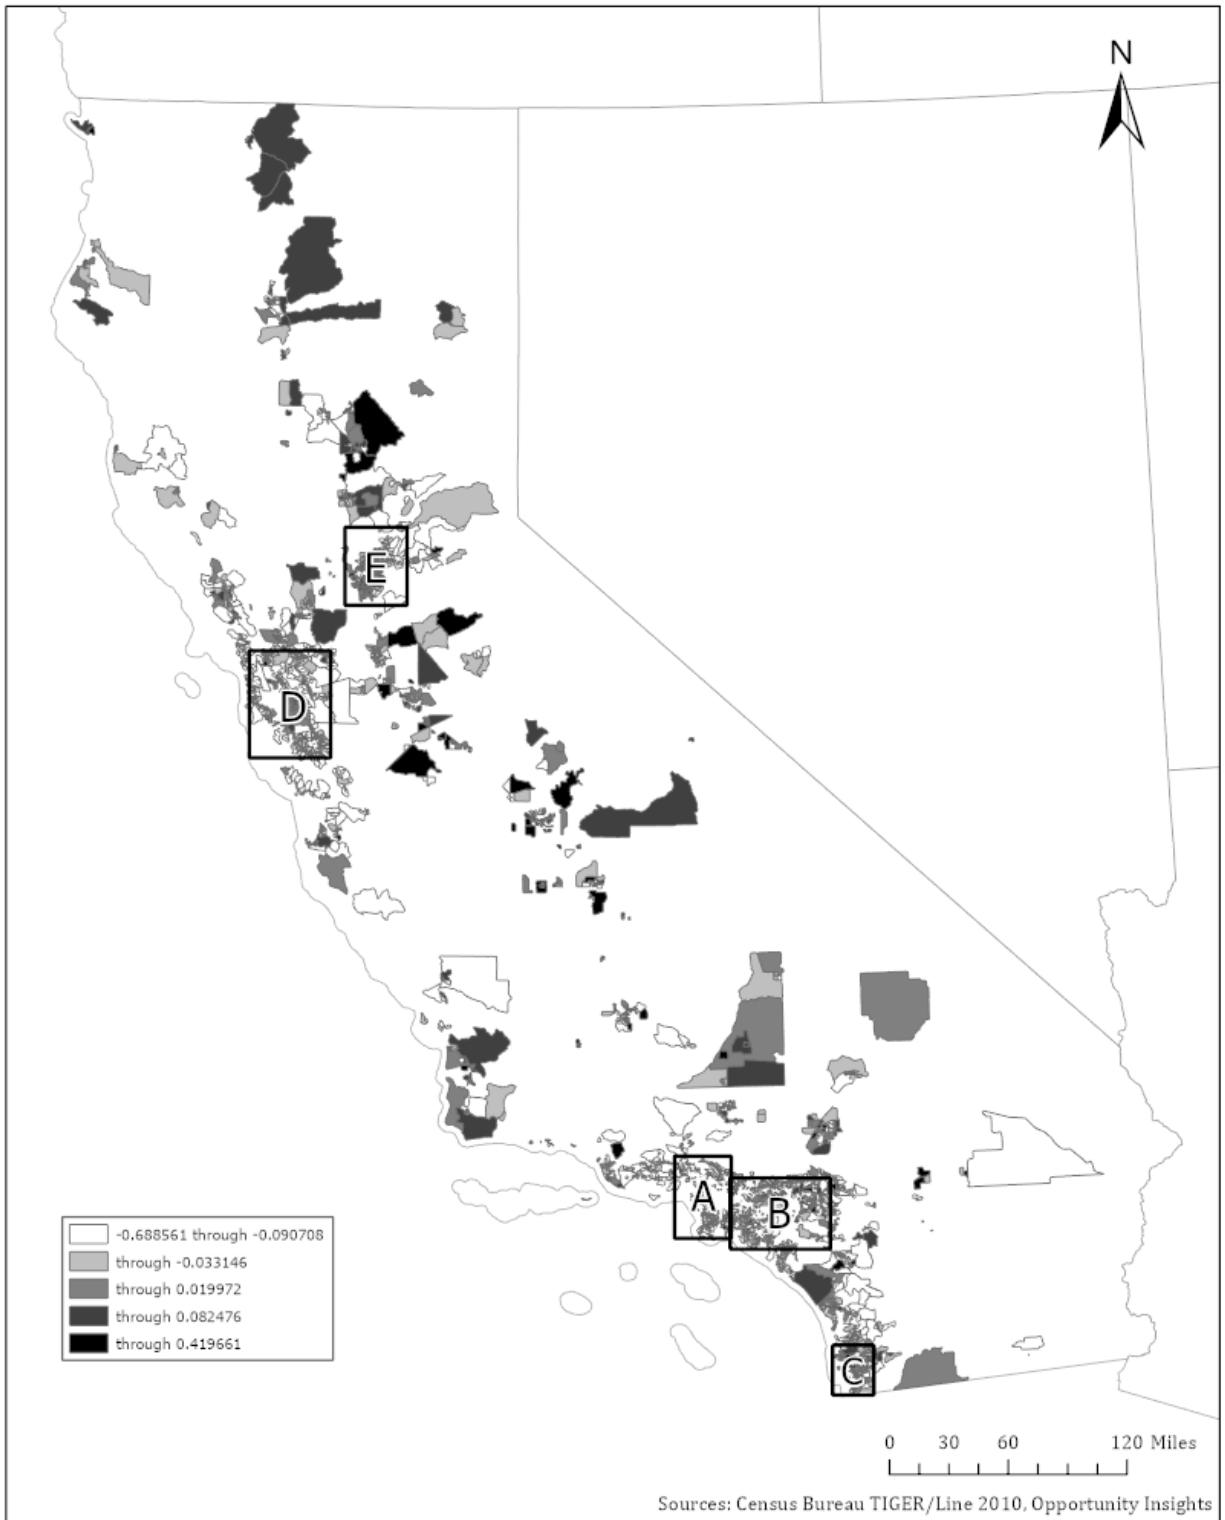 N
E
D
A
B
C
-0.688561 through -0.090708
through -0.033146
through 0.019972
through 0.082476
through 0.419661
0 30 60 120 Miles
Sources: Census Bureau TIGER/Line 2010, Opportunity Insights